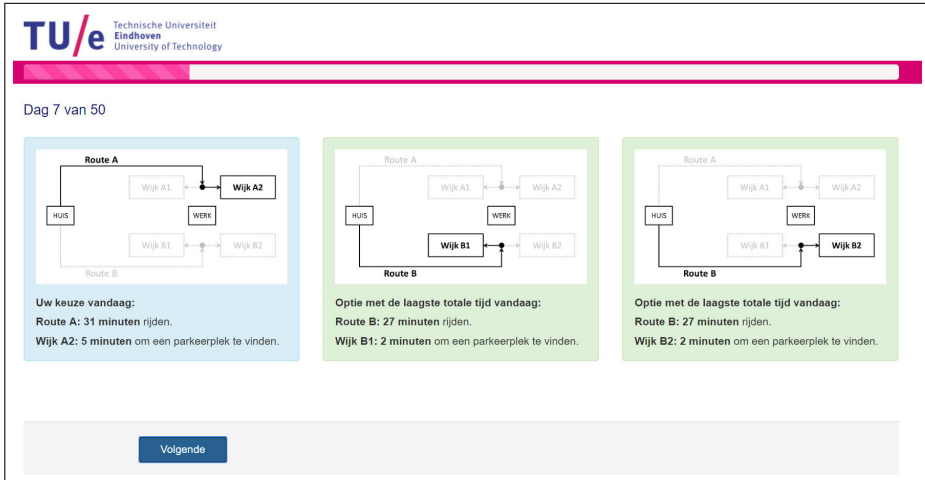 TU/e
Technische Universiteit
Eindhoven
University of Technology
Dag 7 van 50
Route A
Wijk A1
Wijk A2
HUIS
WERK
Wijk B1
Wijk B2
Route B
Uw keuze vandaag:
Route A: 31 minuten rijden.
Wijk A2: 5 minuten om een parkeerplek te vinden.
Route A
Wijk A1
Wijk A2
HUIS
WERK
Wijk B1
Wijk B2
Route B
Optie met de laagste totale tijd vandaag:
Route B: 27 minuten rijden.
Wijk B1: 2 minuten om een parkeerplek te vinden.
Route A
Wijk A1
Wijk A2
HUIS
WERK
Wijk B1
Wijk B2
Route B
Optie met de laagste totale tijd vandaag:
Route B: 27 minuten rijden.
Wijk B2: 2 minuten om een parkeerplek te vinden.
Volgende